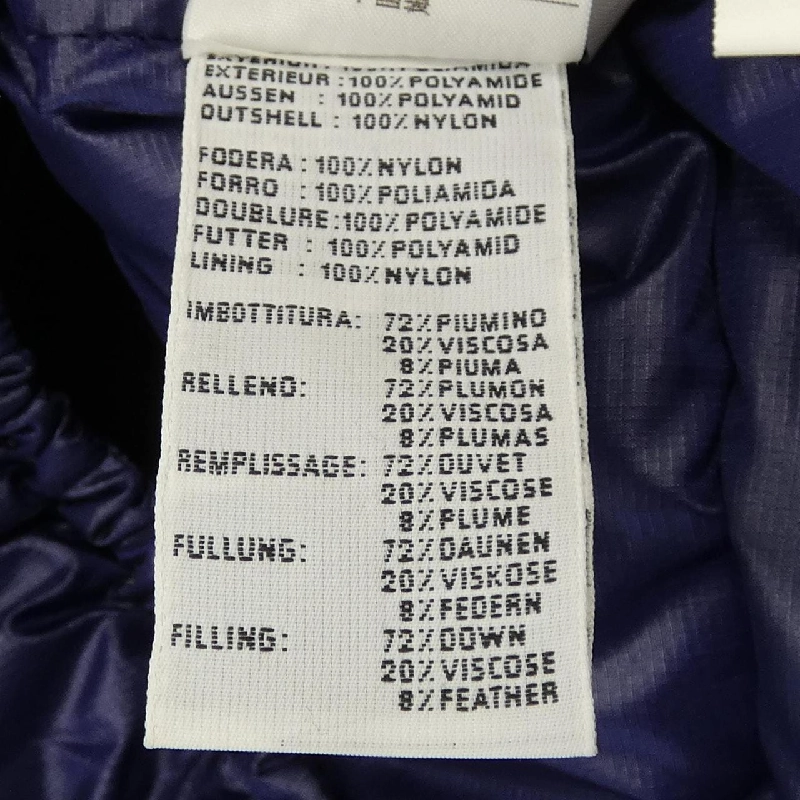 EXTERIOR: 100% POLIAMIDA
EXTERIEUR : 100% POLYAMIDE
AUSSEN : 100% POLYAMID
OUTSHELL : 100% NYLON
FODERA : 100% NYLON
FORRO : 100% POLIAMIDA
DOUBLURE : 100% POLYAMIDE
FUTTER : 100% POLYAMID
LINING : 100% NYLON
IMBOTTITURA: 72% PIUMINO
20% VISCOSA
8% PIUMA
RELLENO: 72% PLUMON
20% VISCOSA
8% PLUMAS
REMPLISSAGE: 72% DUVET
20% VISCOSE
8% PLUME
FULLUNG: 72% DAUNEN
20% VISKOSE
8% FEDERN
FILLING: 72% DOWN
20% VISCOSE
8% FEATHER